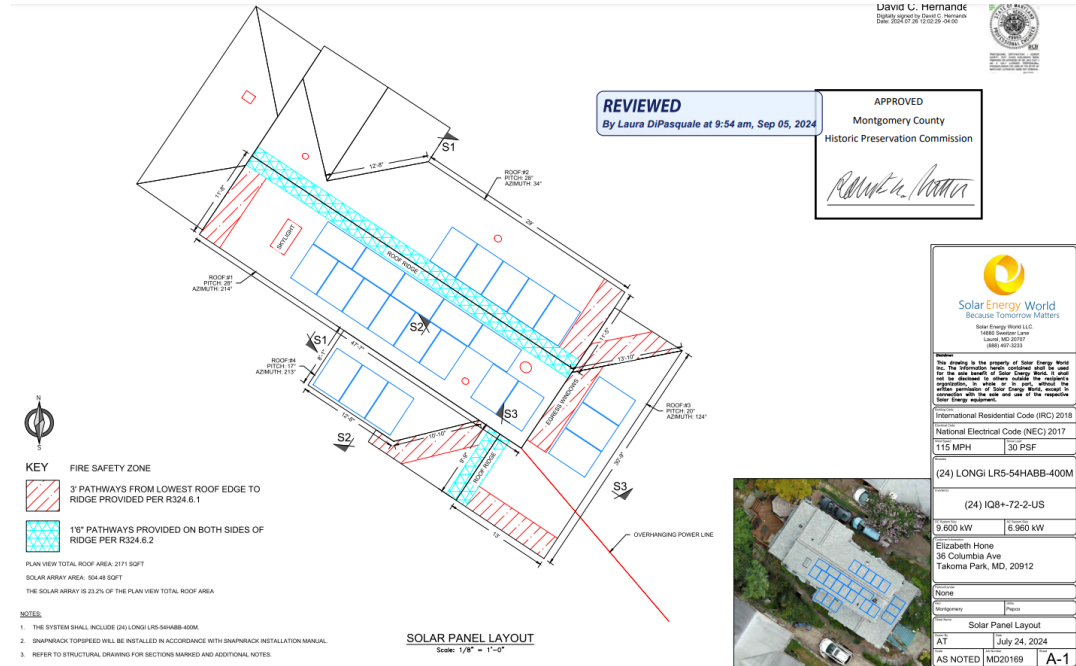 David C. Hernande
Digitally signed by David C. Hernande
Date: 2024.07.26 12:02:29 -04:00
REVIEWED
By Laura DiPasquale at 9:54 am, Sep 05, 2024
APPROVED
Montgomery County
Historic Preservation Commission
S1
12'-8"
ROOF:#2
PITCH: 28°
AZIMUTH: 34°
29'
11'-8"
SKYLIGHT
ROOF RIDGE
ROOF:#1
PITCH: 28°
AZIMUTH: 214°
S2
S1
47'-7"
8'-1"
11'-5"
13'-10"
ROOF:#4
PITCH: 17°
AZIMUTH: 213°
EGRESS WINDOWS
ROOF:#3
PITCH: 20°
AZIMUTH: 124°
12'-8"
10'-10"
S3
S2
9'-9"
ROOF RIDGE
30'-9"
S3
13'
OVERHANGING POWER LINE
N
S
KEY FIRE SAFETY ZONE
3' PATHWAYS FROM LOWEST ROOF EDGE TO
RIDGE PROVIDED PER R324.6.1
1'6" PATHWAYS PROVIDED ON BOTH SIDES OF
RIDGE PER R324.6.2
PLAN VIEW TOTAL ROOF AREA: 2171 SQFT
SOLAR ARRAY AREA: 504.48 SQFT
THE SOLAR ARRAY IS 23.2% OF THE PLAN VIEW TOTAL ROOF AREA
NOTES:
1. THE SYSTEM SHALL INCLUDE (24) LONGI LR5-54HABB-400M.
2. SNAPNRACK TOPSPEED WILL BE INSTALLED IN ACCORDANCE WITH SNAPNRACK INSTALLATION MANUAL.
3. REFER TO STRUCTURAL DRAWING FOR SECTIONS MARKED AND ADDITIONAL NOTES.
SOLAR PANEL LAYOUT
Scale: 1/8" = 1'-0"
Solar Energy World
Because Tomorrow Matters
Solar Energy World LLC.
14880 Sweitzer Lane
Laurel, MD 20707
(888) 497-3233
This drawing is the property of Solar Energy World
Inc. The information herein contained shall be used
for the sole benefit of Solar Energy World. It shall
not be disclosed to others outside the recipient's
organization, in whole or in part, without the
written permission of Solar Energy World, except in
connection with the sale and use of the respective
Solar Energy equipment.
International Residential Code (IRC) 2018
National Electrical Code (NEC) 2017
115 MPH
30 PSF
(24) LONGi LR5-54HABB-400M
(24) IQ8+-72-2-US
9.600 kW
6.960 kW
Elizabeth Hone
36 Columbia Ave
Takoma Park, MD, 20912
None
Montgomery
Pepco
Solar Panel Layout
AT
July 24, 2024
AS NOTED
MD20169
A-1